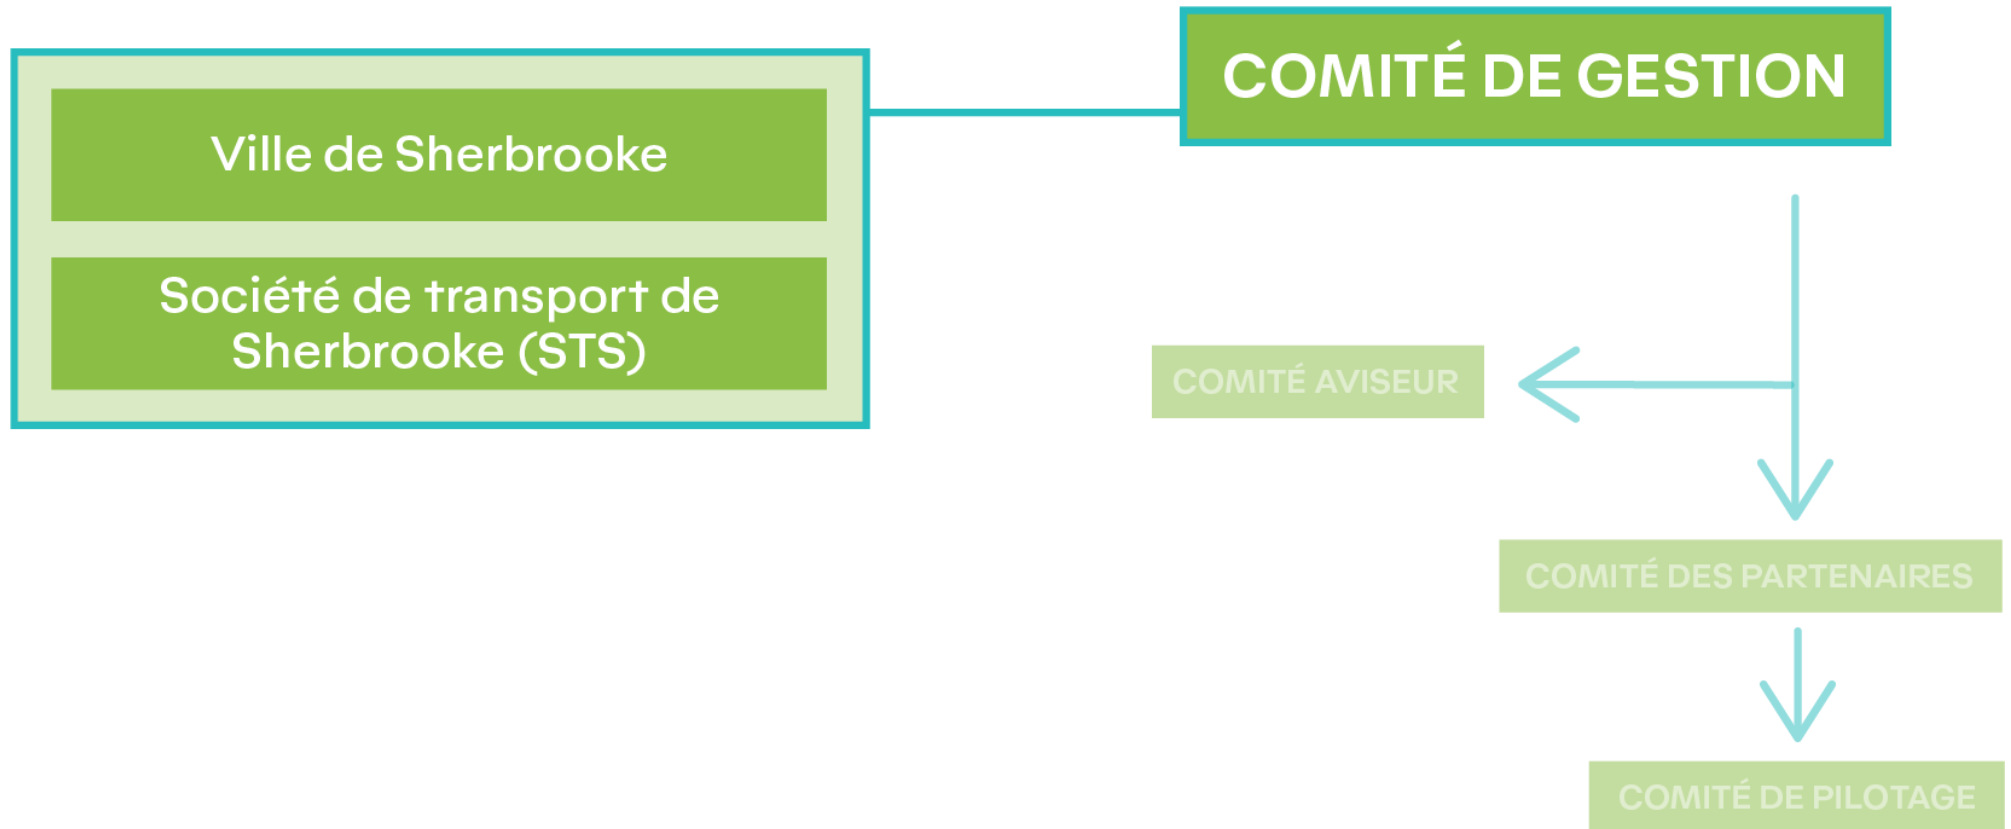 COMITÉ DE GESTION
Ville de Sherbrooke
Société de transport de
Sherbrooke (STS)
COMITÉ AVISEUR
COMITÉ DES PARTENAIRES
COMITÉ DE PILOTAGE